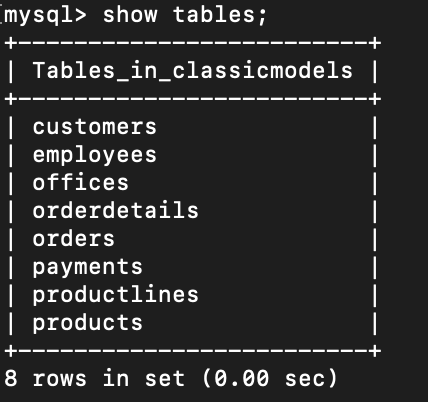 mysql> show tables;
+---------------------------+
| Tables_in_classicmodels |
+---------------------------+
| customers               |
| employees               |
| offices                 |
| orderdetails            |
| orders                  |
| payments                |
| productlines            |
| products                |
+---------------------------+
8 rows in set (0.00 sec)